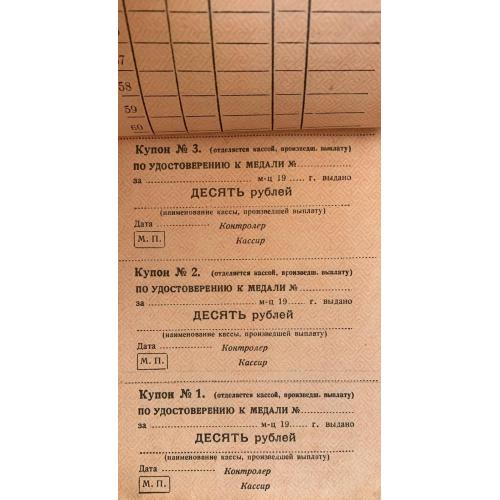 57
58
59
60
Купон № 3. (отделяется кассой, произведш. выплату)
ПО УДОСТОВЕРЕНИЮ К МЕДАЛИ №
за м-ц 19 г. выдано
ДЕСЯТЬ рублей
(наименование кассы, произведшей выплату)
Дата Контролер
М. П. Кассир
Купон № 2. (отделяется кассой, произведш. выплату)
ПО УДОСТОВЕРЕНИЮ К МЕДАЛИ №
за м-ц 19 г. выдано
ДЕСЯТЬ рублей
(наименование кассы, произведшей выплату)
Дата Контролер
М. П. Кассир
Купон № 1. (отделяется кассой, произведш. выплату)
ПО УДОСТОВЕРЕНИЮ К МЕДАЛИ №
за м-ц 19 г. выдано
ДЕСЯТЬ рублей
(наименование кассы, произведшей выплату)
Дата Контролер
М. П. Кассир